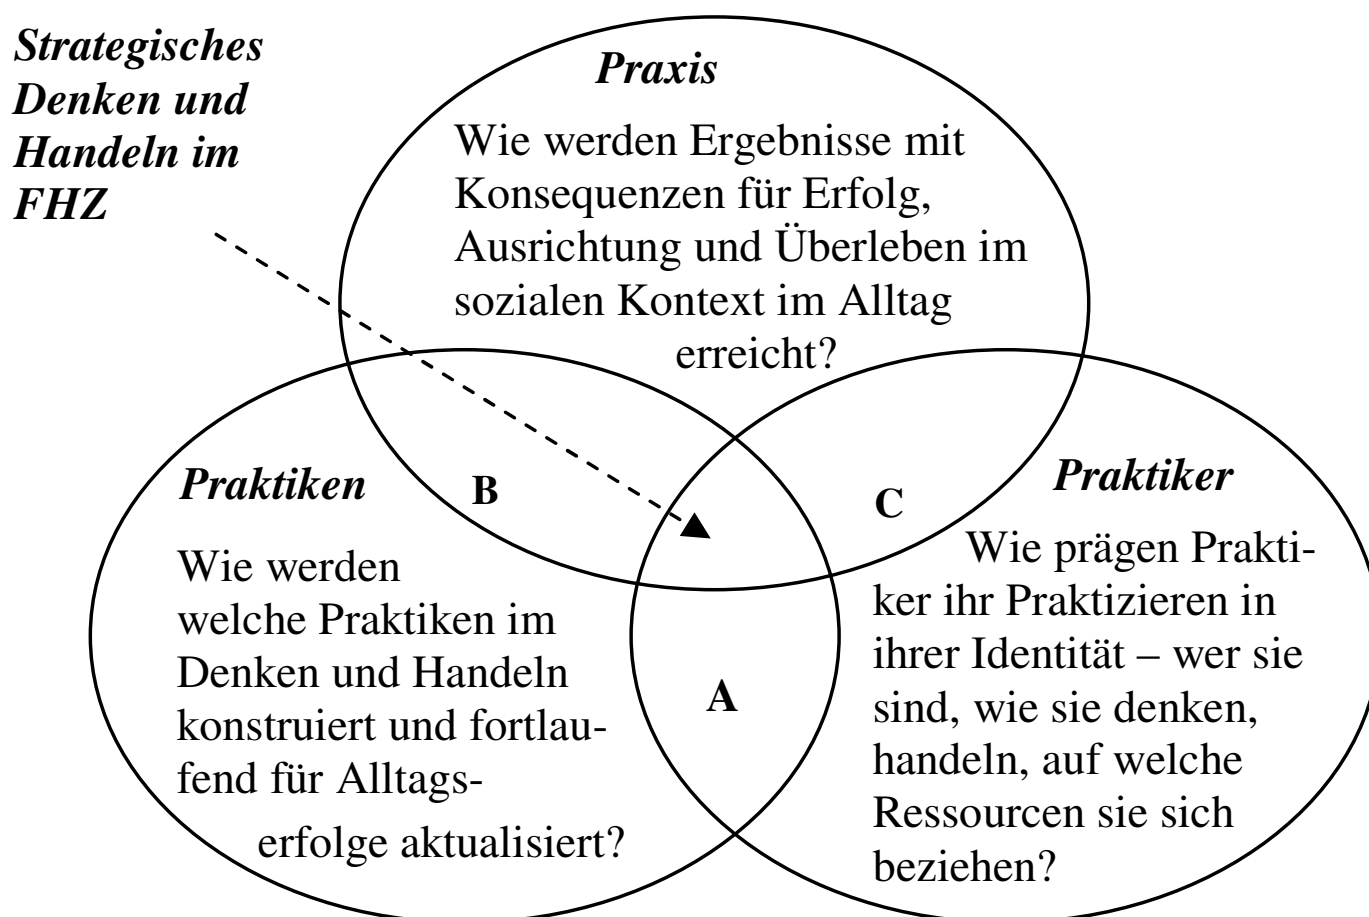 Strategisches
Denken und
Handeln im
FHZ
Praxis
Wie werden Ergebnisse mit
Konsequenzen für Erfolg,
Ausrichtung und Überleben im
sozialen Kontext im Alltag
erreicht?
Praktiken
B
Wie werden
welche Praktiken im
Denken und Handeln
konstruiert und fortlau-
fend für Alltags-
erfolge aktualisiert?
A
C
Praktiker
Wie prägen Prakti-
ker ihr Praktizieren in
ihrer Identität – wer sie
sind, wie sie denken,
handeln, auf welche
Ressourcen sie sich
beziehen?